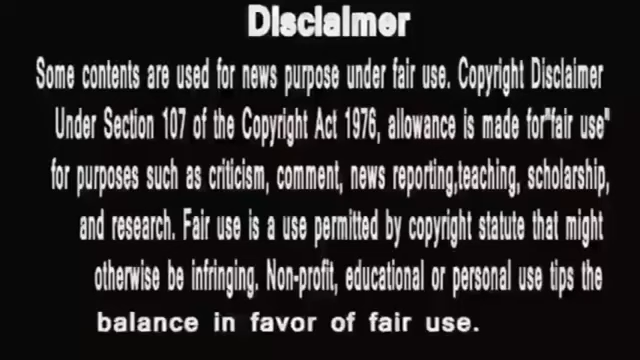 Disclaimer
Some contents are used for news purpose under fair use. Copyright Disclaimer
Under Section 107 of the Copyright Act 1976, allowance is made for"fair use"
for purposes such as criticism, comment, news reporting,teaching, scholarship,
and research. Fair use is a use permitted by copyright statute that might
otherwise be infringing. Non-profit, educational or personal use tips the
balance in favor of fair use.